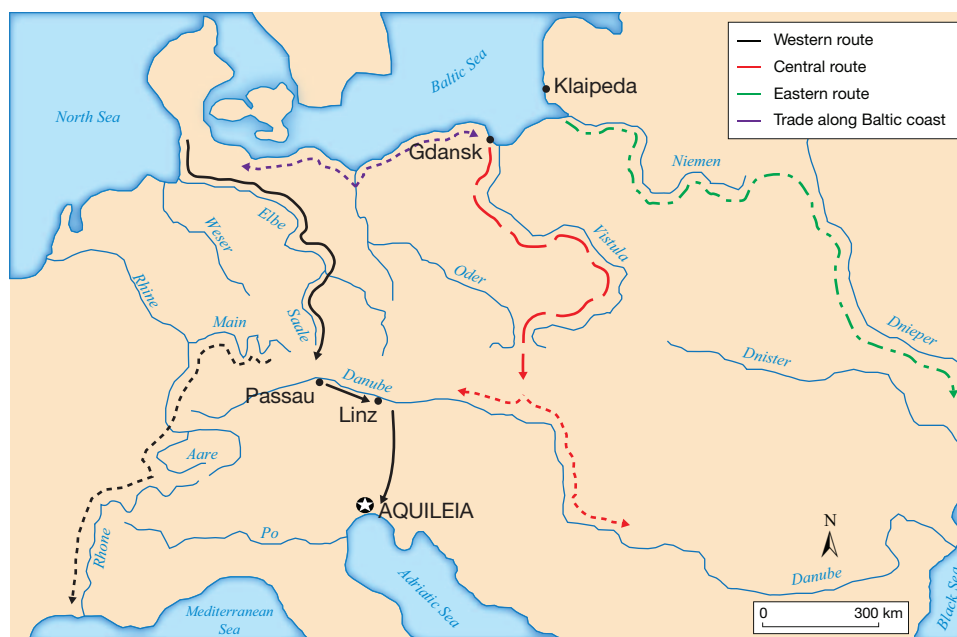 Western route
Central route
Eastern route
Trade along Baltic coast
Baltic Sea
Klaipeda
North Sea
Gdansk
Niemen
Elbe
Weser
Vistula
Oder
Rhine
Saale
Main
Dnieper
Dnister
Danube
Passau
Linz
Aare
AQUILEIA
N
Po
Rhone
Danube
Adriatic Sea
Black Sea
Mediterranean
Sea
0 300 km